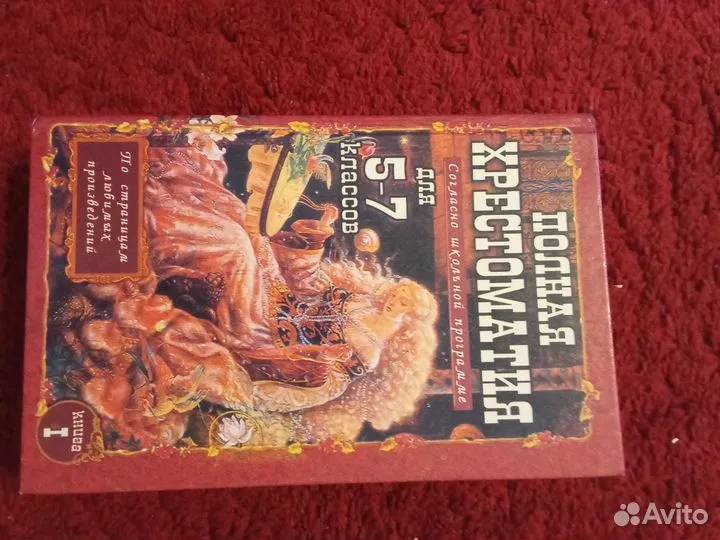 ПОЛНАЯ
ХРЕСТОМАТИЯ
Согласно школьной программе
для
5-7
классов
По страницам
любимых
произведений
книга
I
Avito